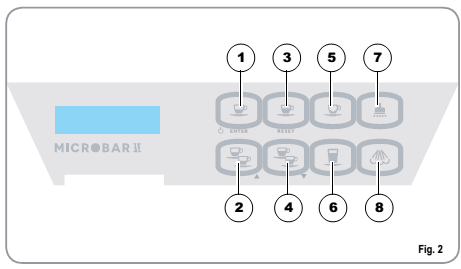 1 3 5 7
ENTER RESET
MICROBAR II
2 4 6 8
Fig. 2